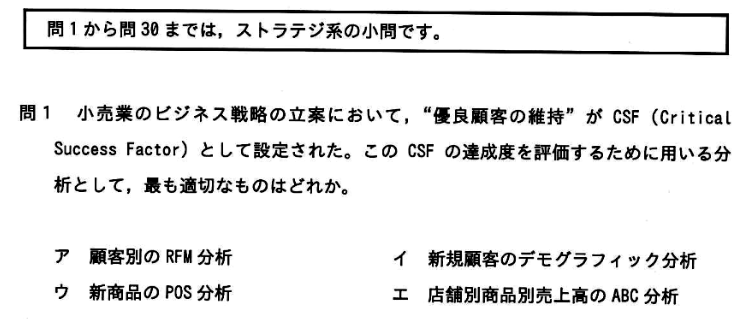 問1から問30までは，ストラテジ系の小問です。
問1 小売業のビジネス戦略の立案において，“優良顧客の維持”が CSF（Critical
Success Factor）として設定された。この CSF の達成度を評価するために用いる分
析として，最も適切なものはどれか。
ア 顧客別の RFM 分析 イ 新規顧客のデモグラフィック分析
ウ 新商品の POS 分析 エ 店舗別商品別売上高の ABC 分析